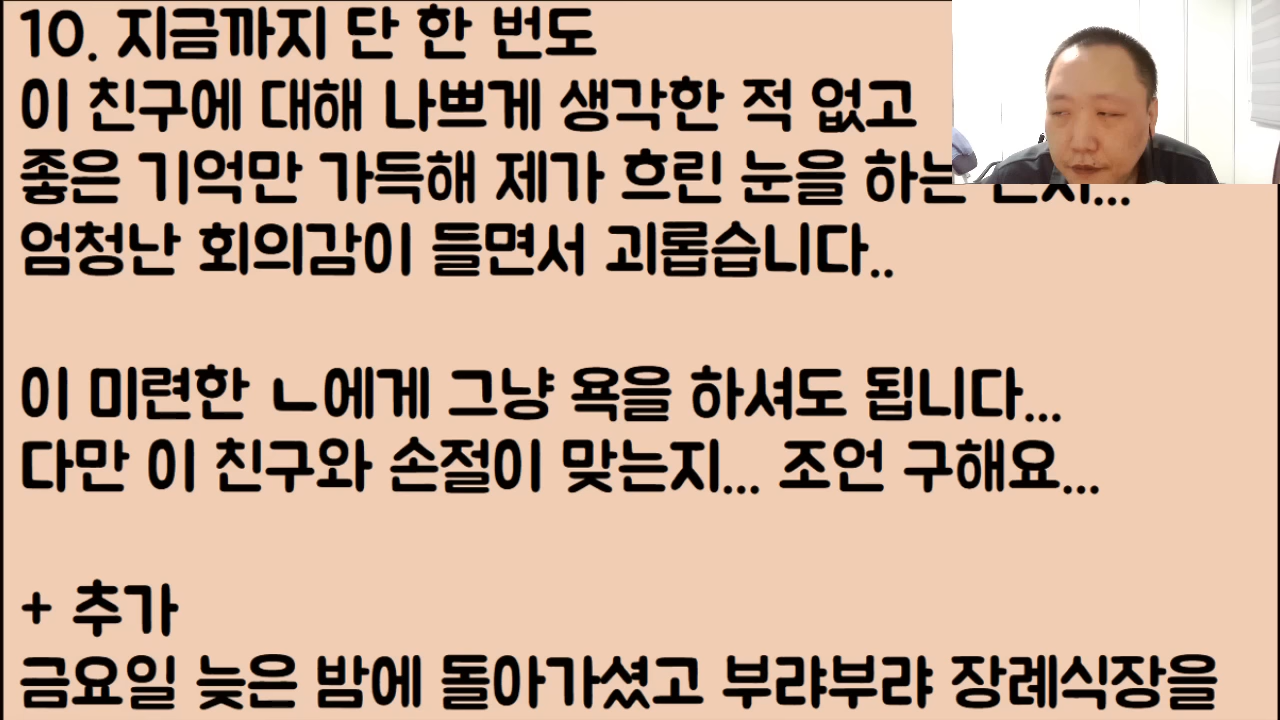 10. 지금까지 단 한 번도
이 친구에 대해 나쁘게 생각한 적 없고
좋은 기억만 가득해 제가 흐린 눈을 하는
엄청난 회의감이 들면서 괴롭습니다..
이 미련한 ㄴ에게 그냥 욕을 하셔도 됩니다...
다만 이 친구와 손절이 맞는지... 조언 구해요...
+ 추가
금요일 늦은 밤에 돌아가셨고 부랴부랴 장례식장을